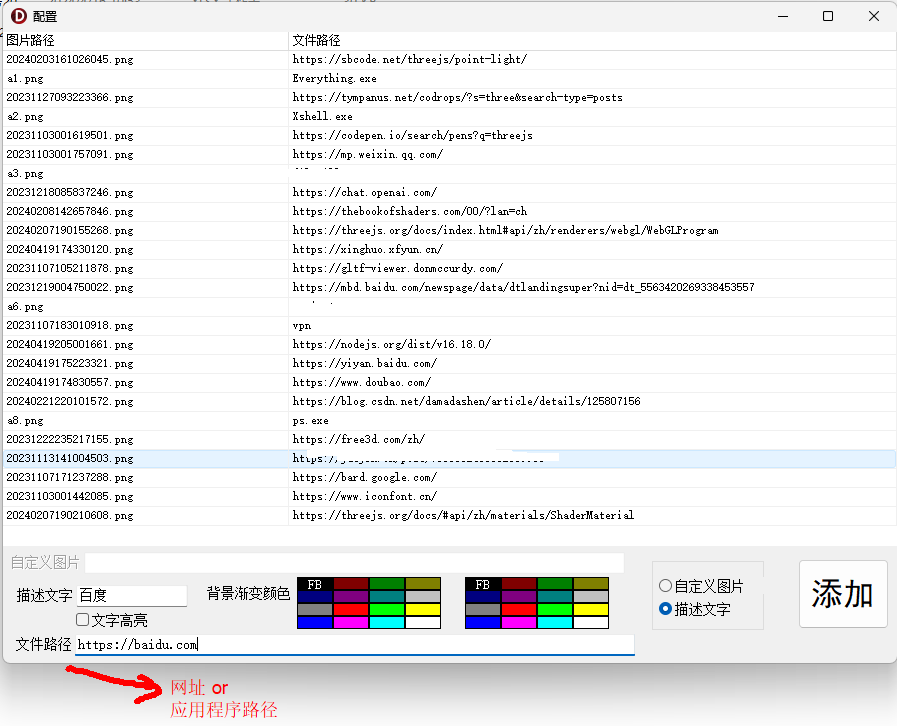 配置
图片路径 文件路径
20240203161026045.png https://sbcode.net/threejs/point-light/
a1.png Everything.exe
20231127093223366.png https://tympanus.net/codrops/?s=three&search-type=posts
a2.png Xshell.exe
20231103001619501.png https://codepen.io/search/pens?q=threejs
20231103001757091.png https://mp.weixin.qq.com/
a3.png
20231218085837246.png https://chat.openai.com/
20240208142657846.png https://thebookofshaders.com/00/?lan=ch
20240207190155268.png https://threejs.org/docs/index.html#api/zh/renderers/webgl/WebGLProgram
20240419174330120.png https://xinghuo.xfyun.cn/
20231107105211878.png https://gltf-viewer.donmccurdy.com/
20231219004750022.png https://mbd.baidu.com/newspage/data/dtlandingsuper?nid=dt_5563420269338453557
a6.png
20231107183010918.png vpn
20240419205001661.png https://nodejs.org/dist/v16.18.0/
20240419175223321.png https://yiyan.baidu.com/
20240419174830557.png https://www.doubao.com/
20240221220101572.png https://blog.csdn.net/damadashen/article/details/125807156
a8.png ps.exe
20231222235217155.png https://free3d.com/zh/
20231113141004503.png
20231107171237288.png https://bard.google.com/
20231103001442085.png https://www.iconfont.cn/
20240207190210608.png https://threejs.org/docs/#api/zh/materials/ShaderMaterial
自定义图片
描述文字 百度 背景渐变颜色 FB FB
文字高亮
自定义图片
描述文字
添加
文件路径 https://baidu.com
网址 or
应用程序路径